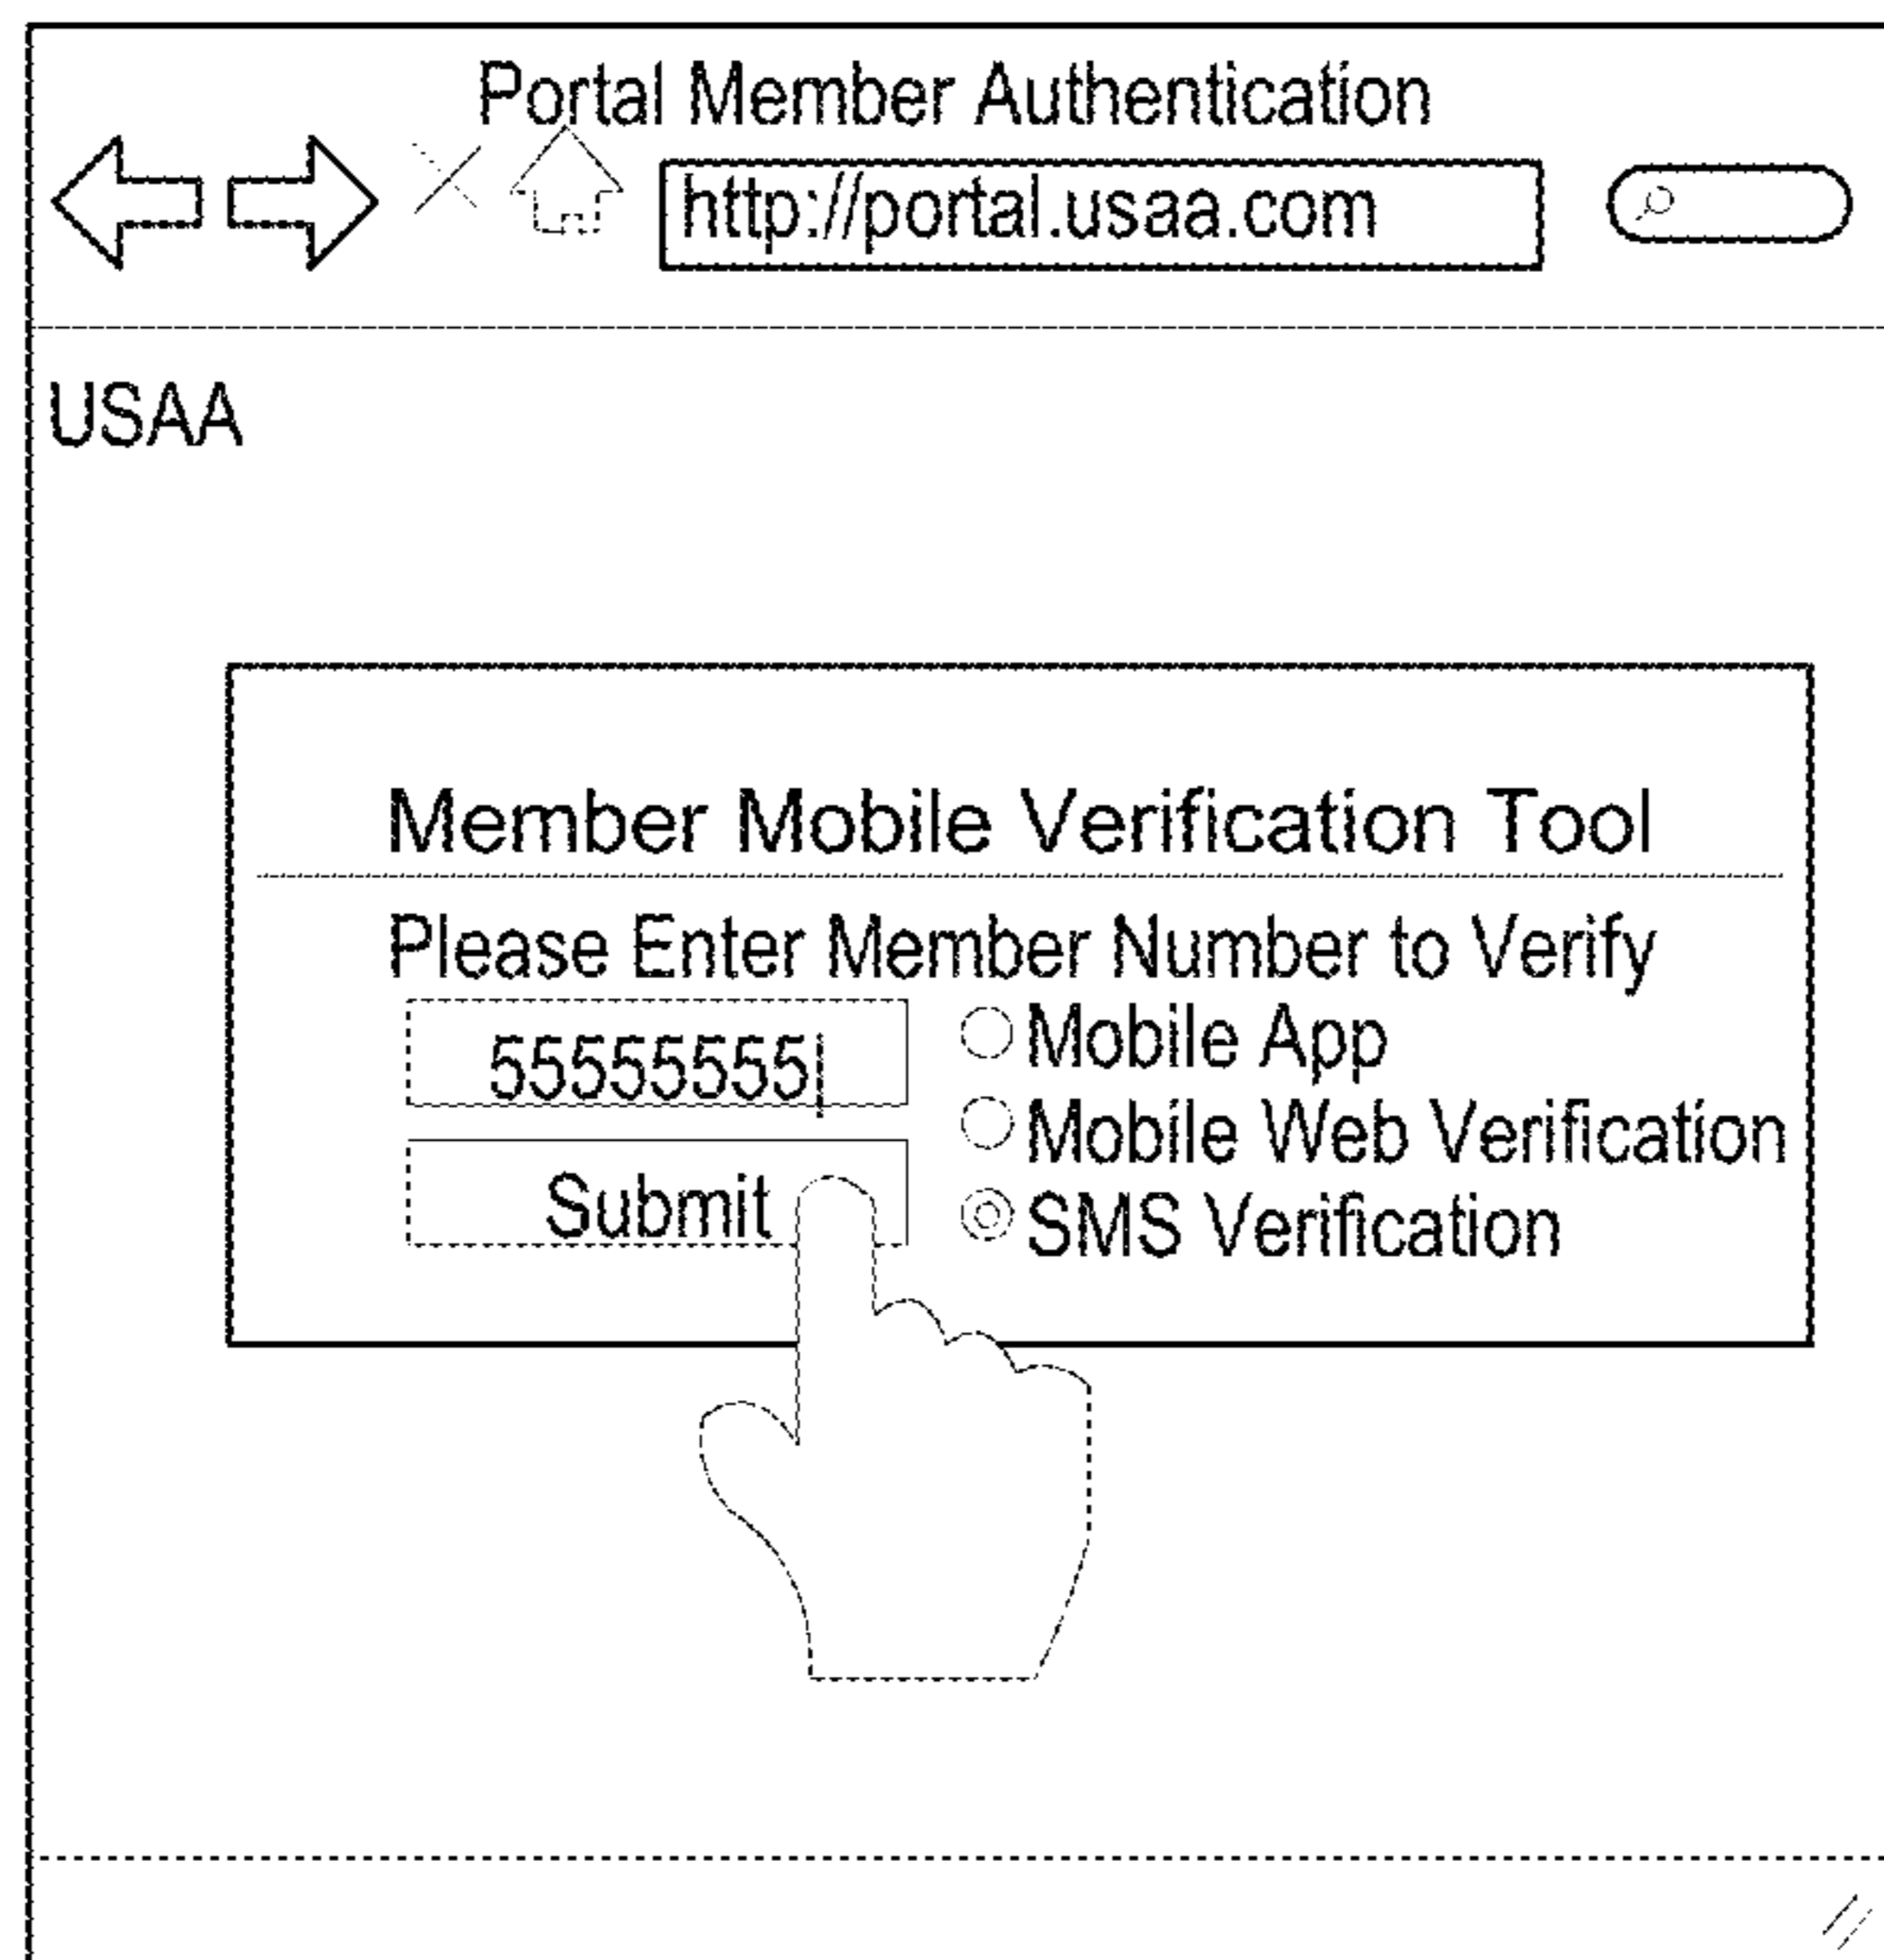 Portal Member Authentication
http://portal.usaa.com
USAA
Member Mobile Verification Tool
Please Enter Member Number to Verify
55555555
Mobile App
Mobile Web Verification
Submit
SMS Verification